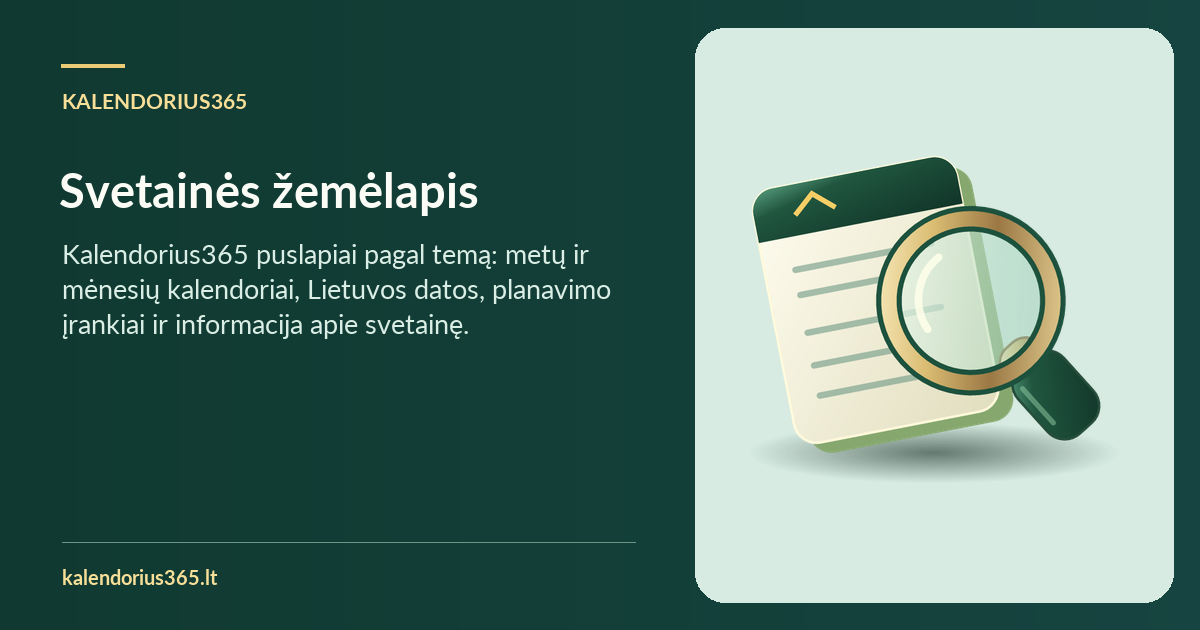 KALENDORIUS365
Svetainės žemėlapis
Kalendorius365 puslapiai pagal temą: metų ir
mėnesių kalendoriai, Lietuvos datos, planavimo
įrankiai ir informacija apie svetainę.
kalendorius365.lt